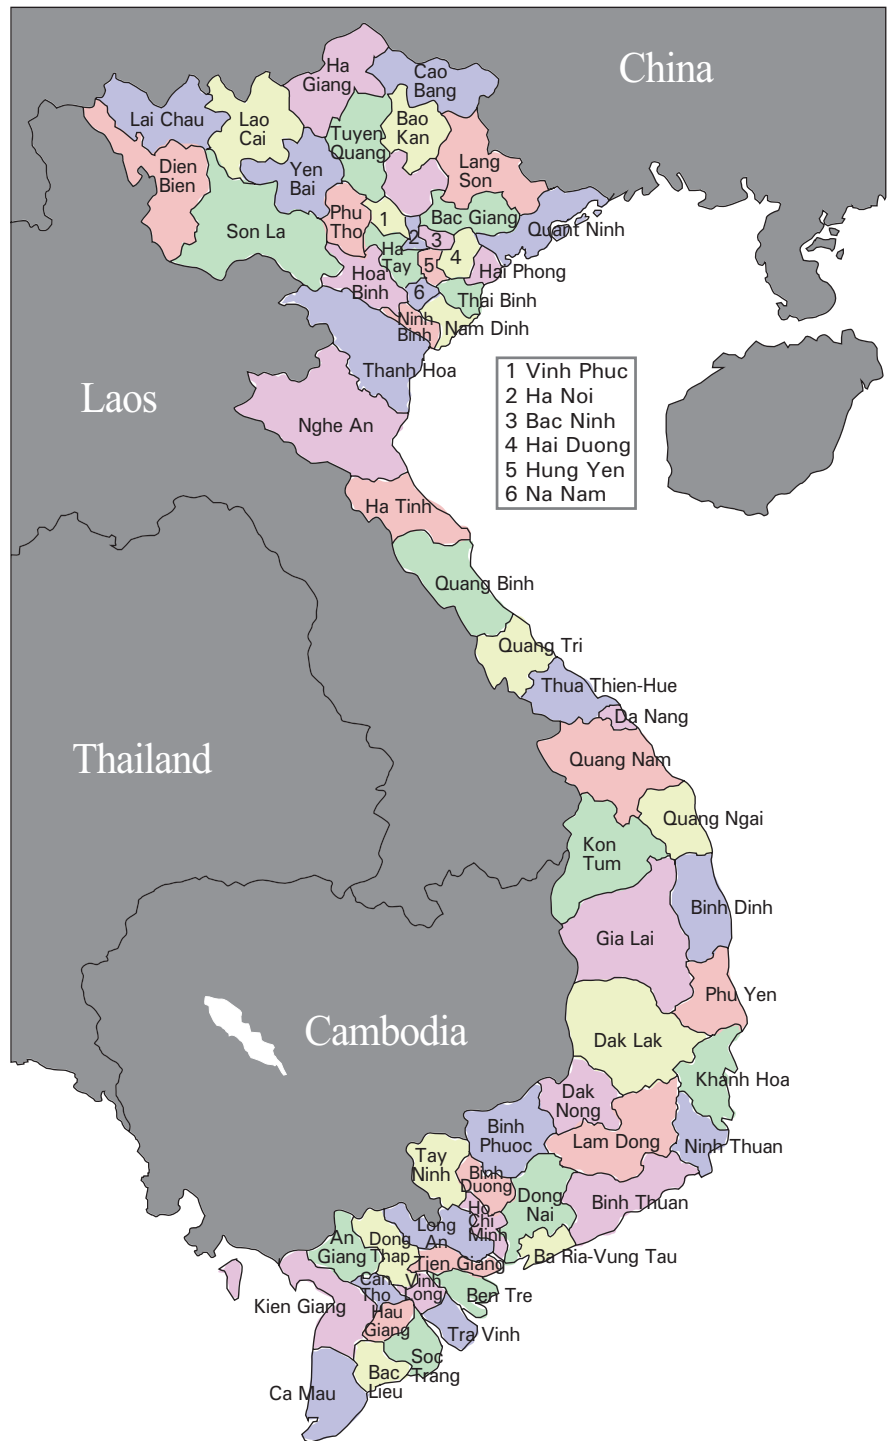 China
Ha
Giang
Cao
Bang
Lai Chau
Lao
Cai
Tuyen
Quang
Bao
Kan
Lang
Son
Dien
Bien
Yen
Bai
Phu
Tho
1
Bac Giang
Son La
2
3
Quant Ninh
Ha
Tay
4
5
Hai Phong
Hoa
Binh
6
Thai Binh
Ninh
Binh
Nam Dinh
Thanh Hoa
1 Vinh Phuc
2 Ha Noi
3 Bac Ninh
4 Hai Duong
5 Hung Yen
6 Na Nam
Laos
Nghe An
Ha Tinh
Quang Binh
Quang Tri
Thua Thien-Hue
Da Nang
Thailand
Quang Nam
Quang Ngai
Kon
Tum
Binh Dinh
Gia Lai
Phu Yen
Cambodia
Dak Lak
Khanh Hoa
Dak
Nong
Binh
Phuoc
Lam Dong
Ninh Thuan
Tay
Ninh
Binh
Duong
Dong
Nai
Binh Thuan
Ho
Chi
Minh
Long
An
An
Giang
Dong
Thap
Ba Ria-Vung Tau
Tien Giang
Can
Tho
Vinh
Long
Ben Tre
Kien Giang
Hau
Giang
Tra Vinh
Soc
Trang
Bac
Lieu
Ca Mau